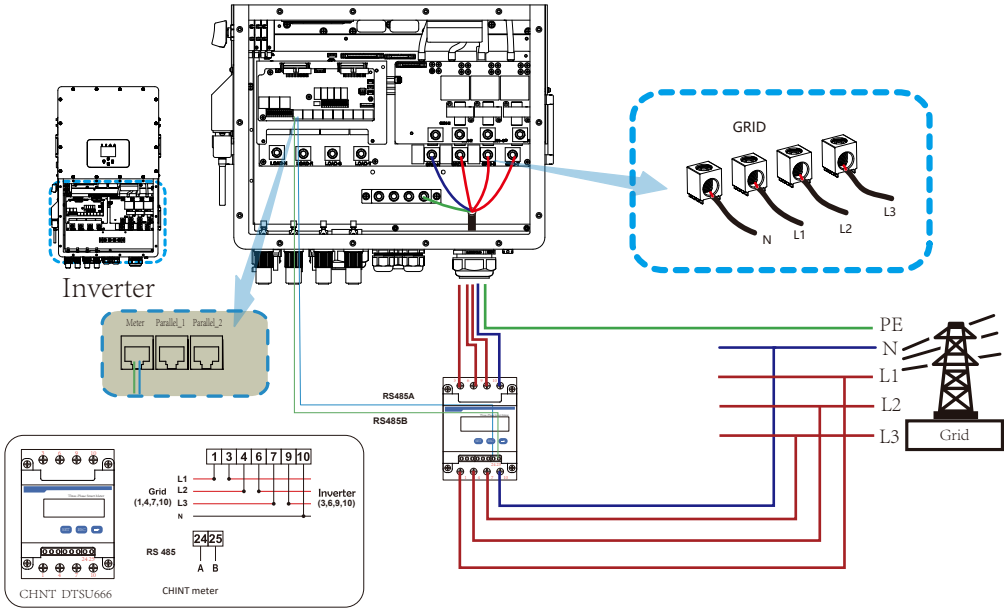 GRID
N
L1
L2
L3
Inverter
Meter Parallel_1 Parallel_2
PE
N
L1
L2
L3
Grid
RS485A
RS485B
1 3 4 6 7 9 10
L1
L2
L3
N
Grid
(1,4,7,10)
Inverter
(3,6,9,10)
RS 485
24 25
A B
CHINT meter
CHNT DTSU666